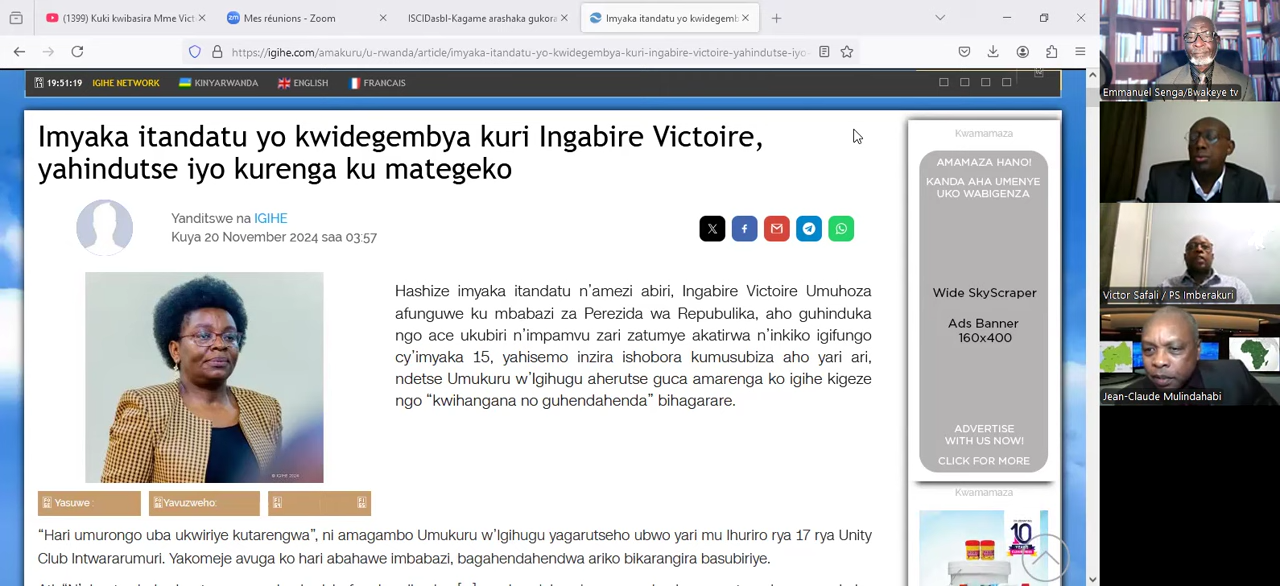 (1399) Kuki kwibasira Mme Vict
Mes réunions - Zoom
ISCIDasbl-Kagame arashaka gukora
Imyaka itandatu yo kwidegemb
https://igihe.com/amakuru/u-rwanda/article/imyaka-itandatu-yo-kwidegembya-kuri-ingabire-victoire-yahindutse-iyo-
19:51:19 IGIHE NETWORK KINYARWANDA ENGLISH FRANCAIS
Imyaka itandatu yo kwidegembya kuri Ingabire Victoire,
yahindutse iyo kurenga ku mategeko
Yanditswe na IGIHE
Kuya 20 November 2024 saa 03:57
Hashize imyaka itandatu n’amezi abiri, Ingabire Victoire Umuhoza
afunguwe ku mbabazi za Perezida wa Repubulika, aho guhinduka
ngo ace ukubiri n’impamvu zari zatumye akatirwa n’inkiko igifungo
cy’imyaka 15, yahisemo inzira ishobora kumusubiza aho yari ari,
ndetse Umukuru w’Igihugu aherutse guca amarenga ko igihe kigeze
ngo “kwihangana no guhendahenda” bihagarare.
© IGIHE 2024
Yasuwe :
Yavuzweho:
“Hari umurongo uba ukwiriye kutarengwa”, ni amagambo Umukuru w’Igihugu yagarutseho ubwo yari mu Ihuriro rya 17 rya Unity
Club Intwararumuri. Yakomeje avuga ko hari abahawe imbabazi, bagahendahendwa ariko bikarangira basubiriye.
Kwamamaza
AMAMAZA HANO!
KANDA AHA UMENYE
UKO WABIGENZA
Wide SkyScraper
Ads Banner
160x400
ADVERTISE
WITH US NOW!
CLICK FOR MORE
Kwamamaza
10
Emmanuel Senga/Bwakeye tv
Victor Safali / PS Imberakuri
Jean-Claude Mulindahabi